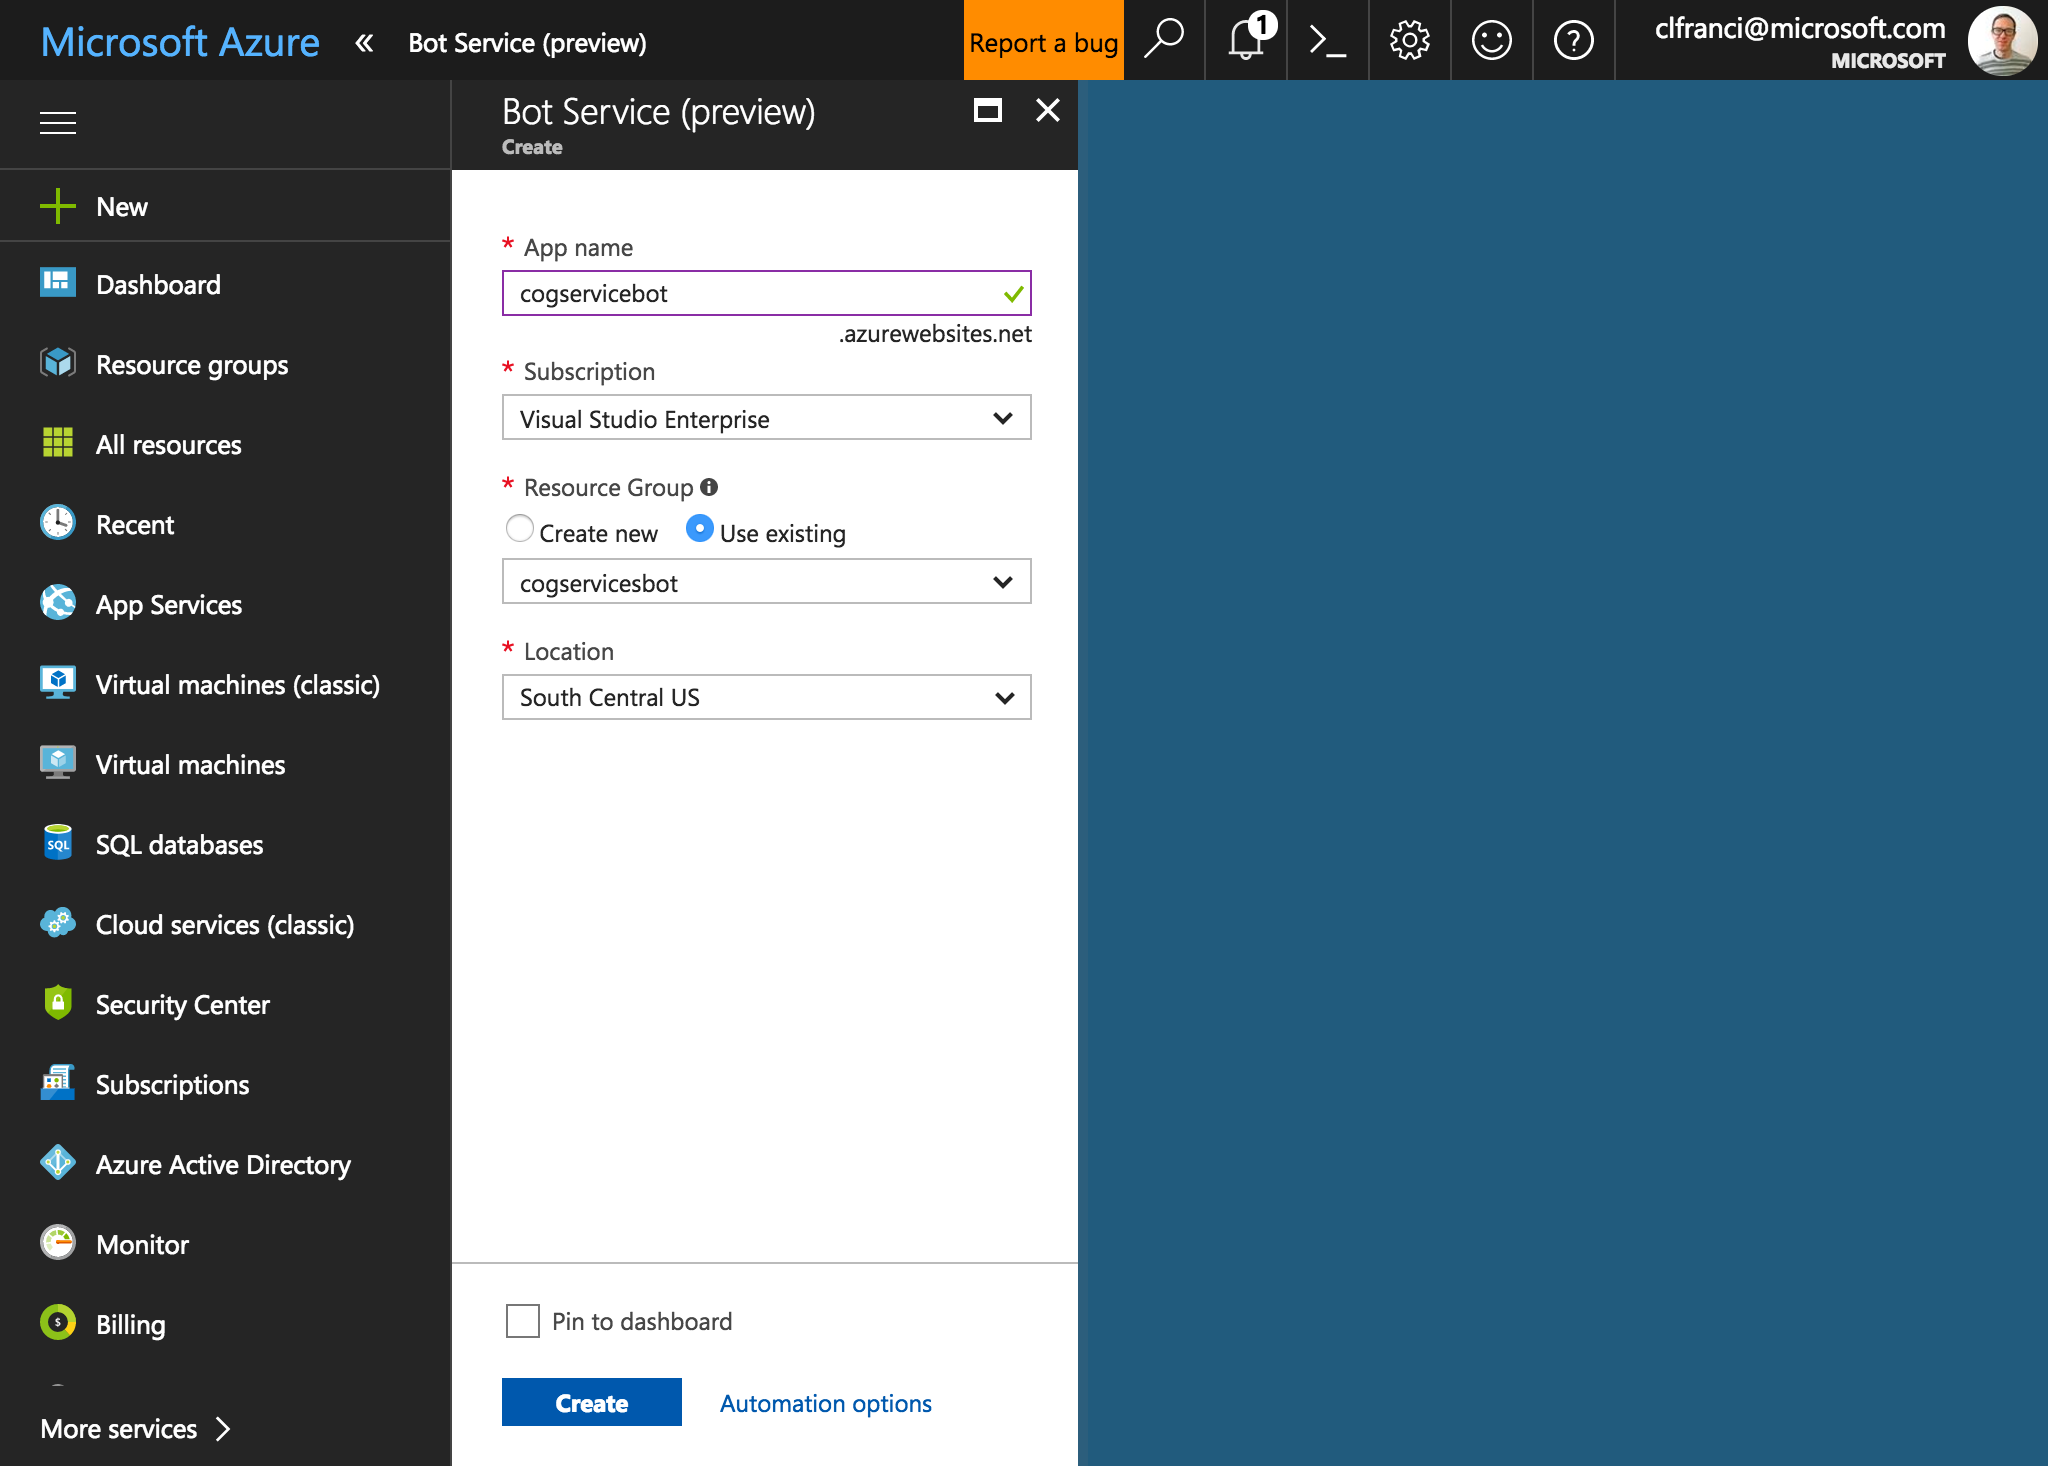 Microsoft Azure « Bot Service (preview)
Report a bug
1
clfranci@microsoft.com
MICROSOFT
New
Dashboard
Resource groups
All resources
Recent
App Services
Virtual machines (classic)
Virtual machines
SQL
SQL databases
Cloud services (classic)
Security Center
Subscriptions
Azure Active Directory
Monitor
$
Billing
More services >
Bot Service (preview)
Create
* App name
cogservicebot
.azurewebsites.net
* Subscription
Visual Studio Enterprise
* Resource Group
Create new Use existing
cogservicesbot
* Location
South Central US
Pin to dashboard
Create Automation options